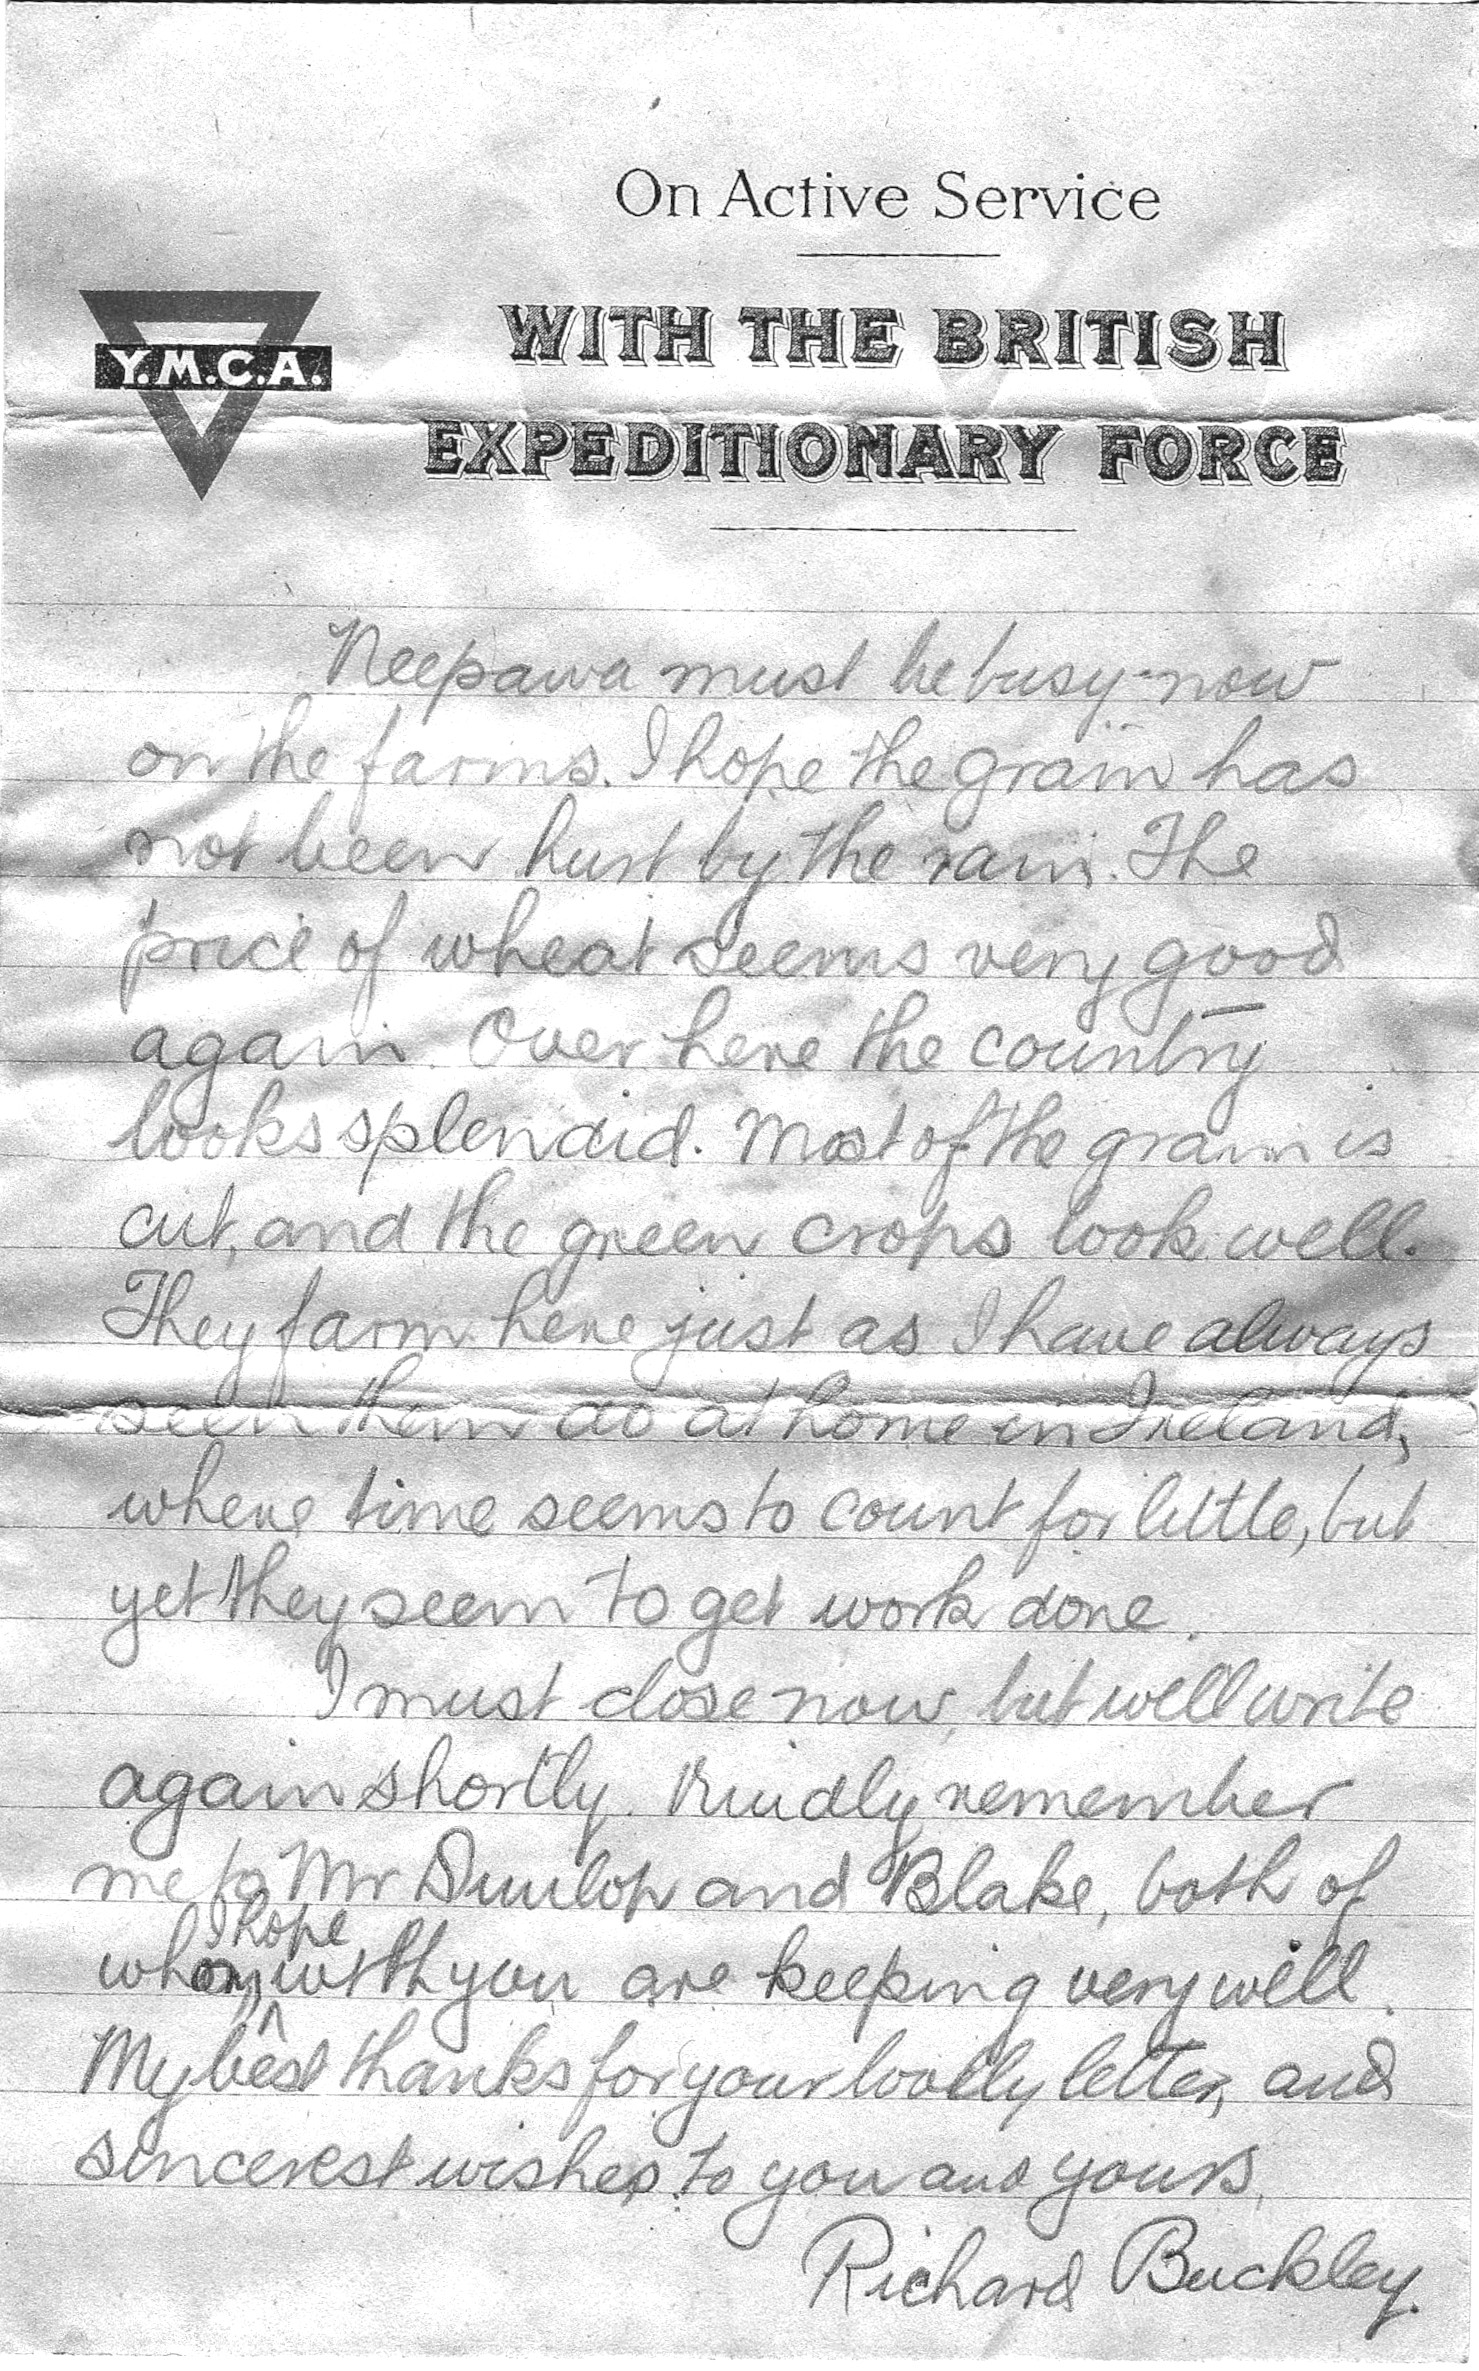 On Active Service
WITH THE BRITISH
Y.M.C.A.
EXPEDITIONARY FORCE
Neepawa must be busy now
on the farms. I hope the grain has
not been hurt by the rain. The
price of wheat seems very good
again. Over here the country
looks splendid. Most of the grain is
cut, and the green crops look well.
They farm here just as I have always
seen them do at home in Ireland,
where time seems to count for little, but
yet they seem to get work done.
I must close now, but will write
again shortly. Kindly remember
me to Mr Dunlop and Blake, both of
I hope
whom, with you are keeping very well.
My best thanks for your letter, and
sincerest wishes to you and yours,
Richard Buckley.